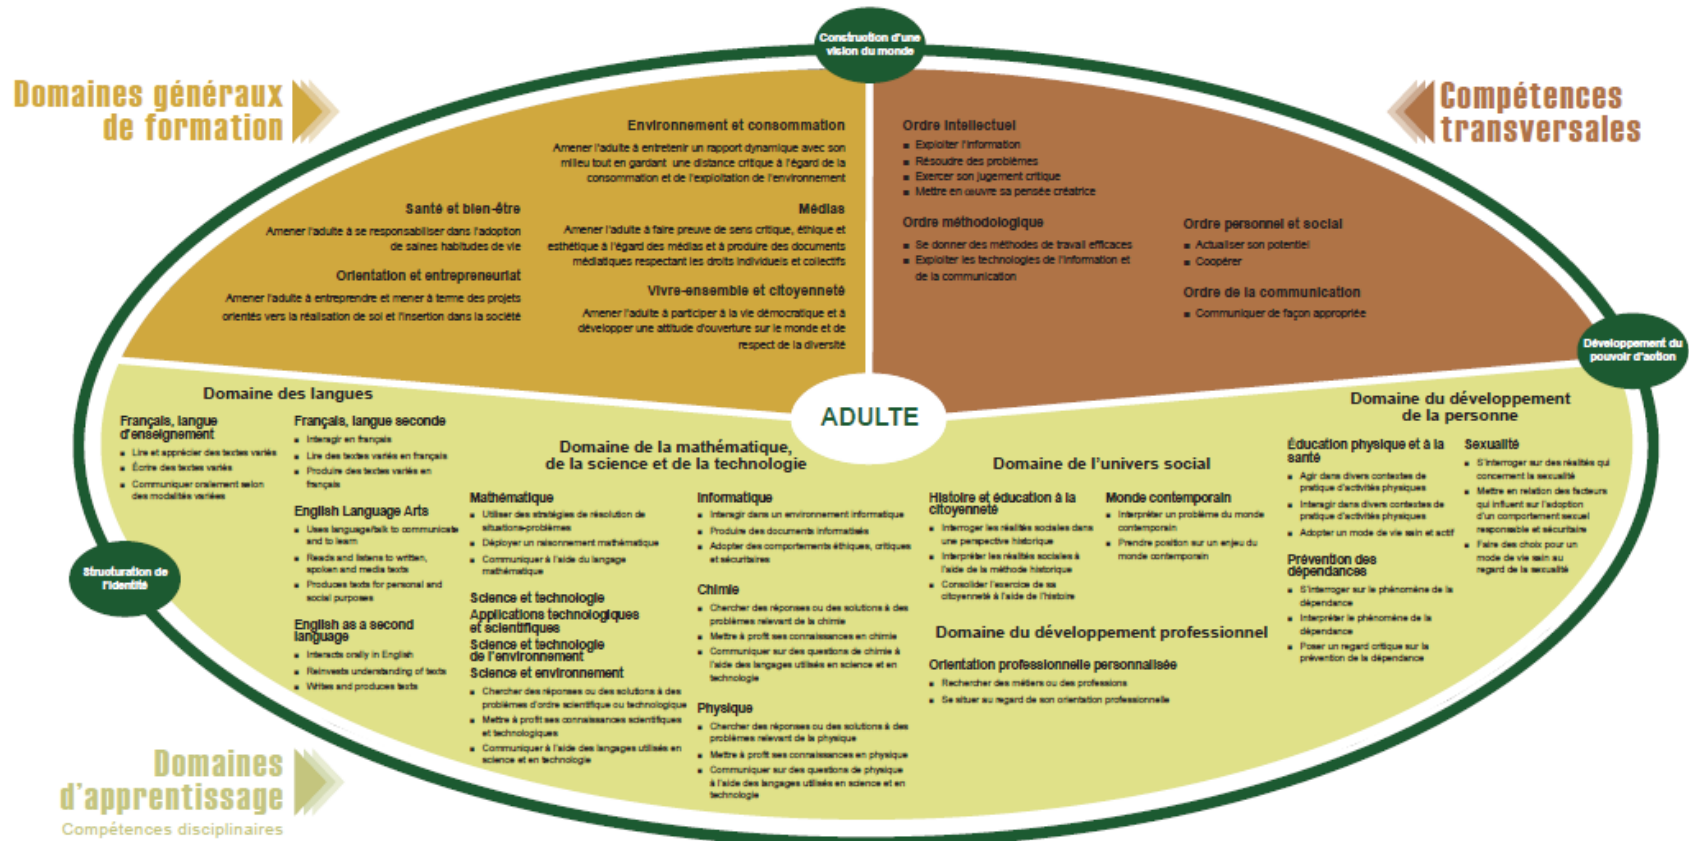 Construction d'une
vision du monde
Domaines généraux
de formation
Compétences
transversales
Environnement et consommation
Amener l'adulte à entretenir un rapport dynamique avec son
milieu tout en gardant une distance critique à l'égard de la
consommation et de l'exploitation de l'environnement
Santé et bien-être
Amener l'adulte à se responsabiliser dans l'adoption
de saines habitudes de vie
Orientation et entrepreneuriat
Amener l'adulte à entreprendre et mener à terme des projets
orientés vers la réalisation de soi et l'insertion dans la société
Médias
Amener l'adulte à faire preuve de sens critique, éthique et
esthétique à l'égard des médias et à produire des documents
médiatiques respectant les droits individuels et collectifs
Vivre-ensemble et citoyenneté
Amener l'adulte à participer à la vie démocratique et à
développer une attitude d'ouverture sur le monde et de
respect de la diversité
Ordre intellectuel
■ Exploiter l'information
■ Résoudre des problèmes
■ Exercer son jugement critique
■ Mettre en œuvre sa pensée créatrice
Ordre méthodologique
■ Se donner des méthodes de travail efficaces
■ Exploiter les technologies de l'information et
de la communication
Ordre personnel et social
■ Actualiser son potentiel
■ Coopérer
Ordre de la communication
■ Communiquer de façon appropriée
Développement du
pouvoir d'action
ADULTE
Domaine des langues
Français, langue
d'enseignement
■ Lire et apprécier des textes variés
■ Écrire des textes variés
■ Communiquer oralement selon
des modalités variées
Français, langue seconde
■ Interagir en français
■ Lire des textes variés en français
■ Produire des textes variés en
français
English Language Arts
■ Uses language/talk to communicate
and to learn
■ Reads and listens to written,
spoken and media texts
■ Produces texts for personal and
social purposes
English as a second
language
■ Interacts orally in English
■ Reinvests understanding of texts
■ Writes and produces texts
Structuration de
l'identité
Domaine de la mathématique,
de la science et de la technologie
Mathématique
■ Utiliser des stratégies de résolution de
situations-problèmes
■ Déployer un raisonnement mathématique
■ Communiquer à l'aide du langage
mathématique
Science et technologie
Applications technologiques
et scientifiques
Science et technologie
de l'environnement
Science et environnement
■ Chercher des réponses ou des solutions à des
problèmes d'ordre scientifique ou technologique
■ Mettre à profit ses connaissances scientifiques
et technologiques
■ Communiquer à l'aide des langages utilisés en
science et en technologie
Informatique
■ Interagir dans un environnement informatique
■ Produire des documents informatisés
■ Adopter des comportements éthiques, critiques
et sécuritaires
Chimie
■ Chercher des réponses ou des solutions à des
problèmes relevant de la chimie
■ Mettre à profit ses connaissances en chimie
■ Communiquer sur des questions de chimie à
l'aide des langages utilisés en science et en
technologie
Physique
■ Chercher des réponses ou des solutions à des
problèmes relevant de la physique
■ Mettre à profit ses connaissances en physique
■ Communiquer sur des questions de physique
à l'aide des langages utilisés en science et en
technologie
Domaine de l'univers social
Histoire et éducation à la
citoyenneté
■ Interroger les réalités sociales dans
une perspective historique
■ Interpréter les réalités sociales à
l'aide de la méthode historique
■ Consolider l'exercice de sa
citoyenneté à l'aide de l'histoire
Monde contemporain
■ Interpréter un problème du monde
contemporain
■ Prendre position sur un enjeu du
monde contemporain
Domaine du développement professionnel
Orientation professionnelle personnalisée
■ Rechercher des métiers ou des professions
■ Se situer au regard de son orientation professionnelle
Domaine du développement
de la personne
Éducation physique et à la
santé
■ Agir dans divers contextes de
pratique d'activités physiques
■ Interagir dans divers contextes de
pratique d'activités physiques
■ Adopter un mode de vie sain et actif
Prévention des
dépendances
■ S'interroger sur le phénomène de la
dépendance
■ Interpréter le phénomène de la
dépendance
■ Poser un regard critique sur la
prévention de la dépendance
Sexualité
■ S'interroger sur des réalités qui
concernent la sexualité
■ Mettre en relation des facteurs
qui influent sur l'adoption
d'un comportement sexuel
responsable et sécuritaire
■ Faire des choix pour un
mode de vie sain au
regard de la sexualité
Domaines
d'apprentissage
Compétences disciplinaires